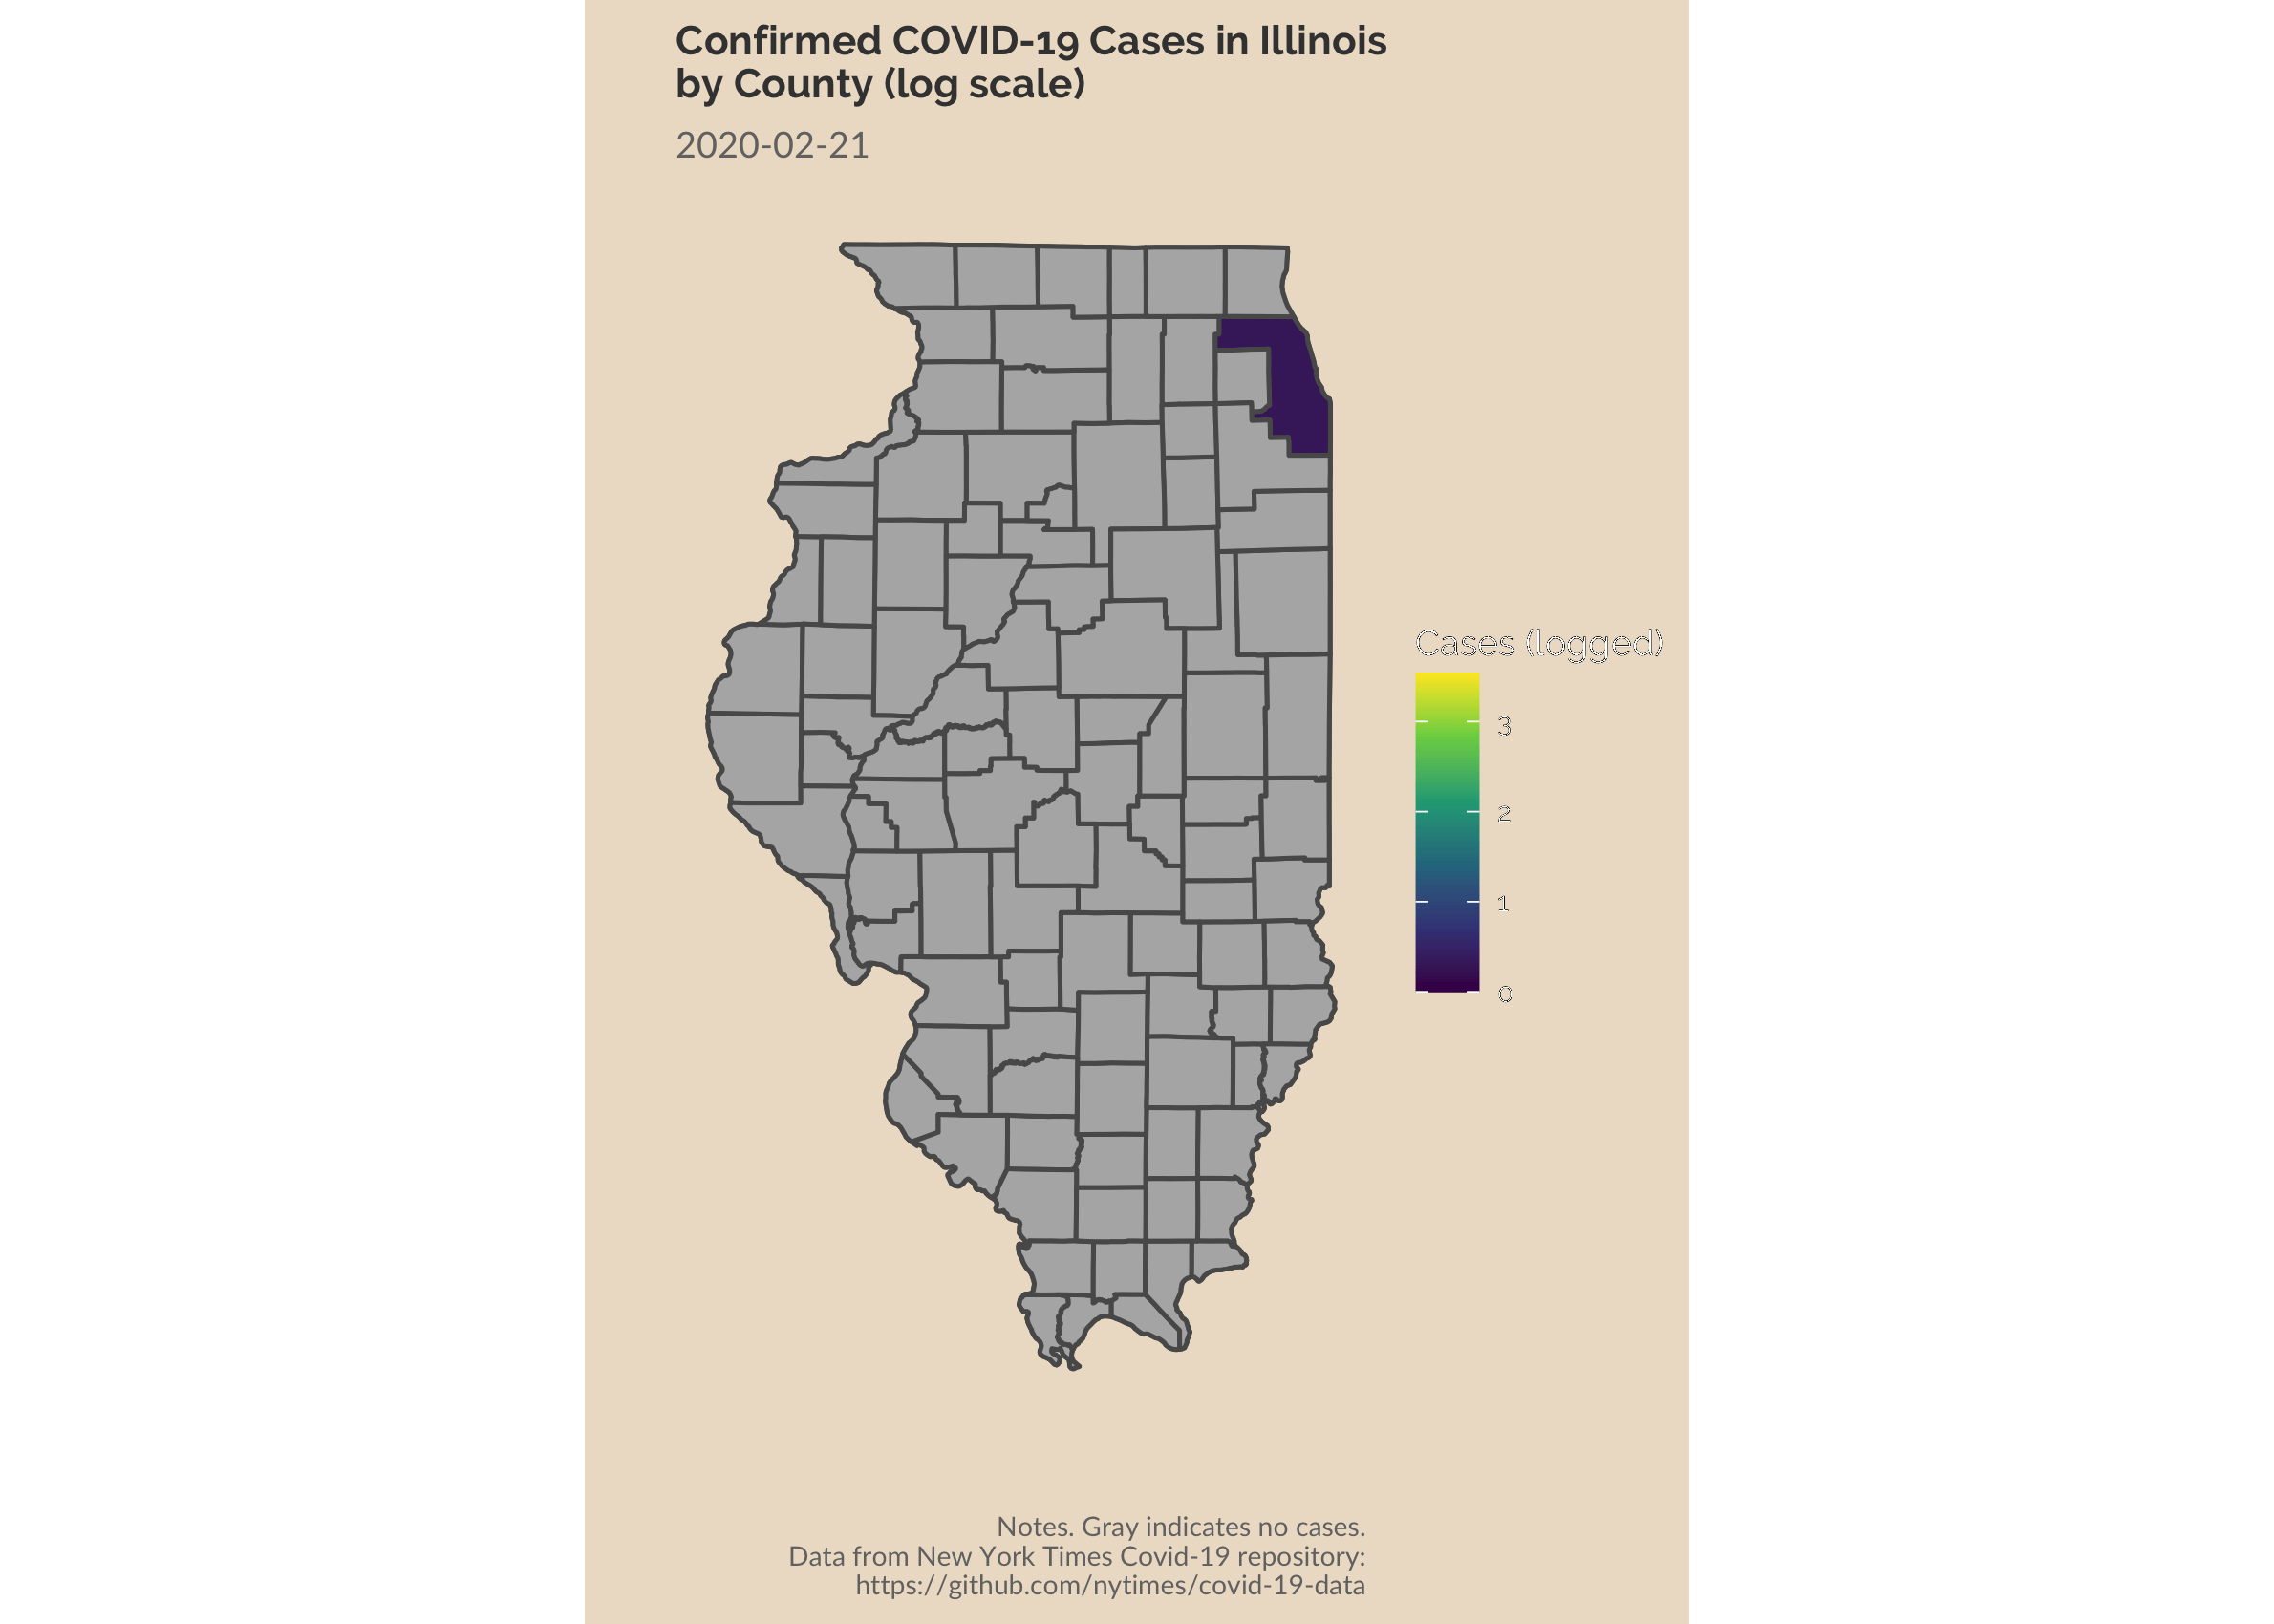 Confirmed COVID-19 Cases in Illinois
by County (log scale)
2020-02-21
Cases (logged)
3
2
1
0
Notes. Gray indicates no cases.
Data from New York Times Covid-19 repository:
https://github.com/nytimes/covid-19-data